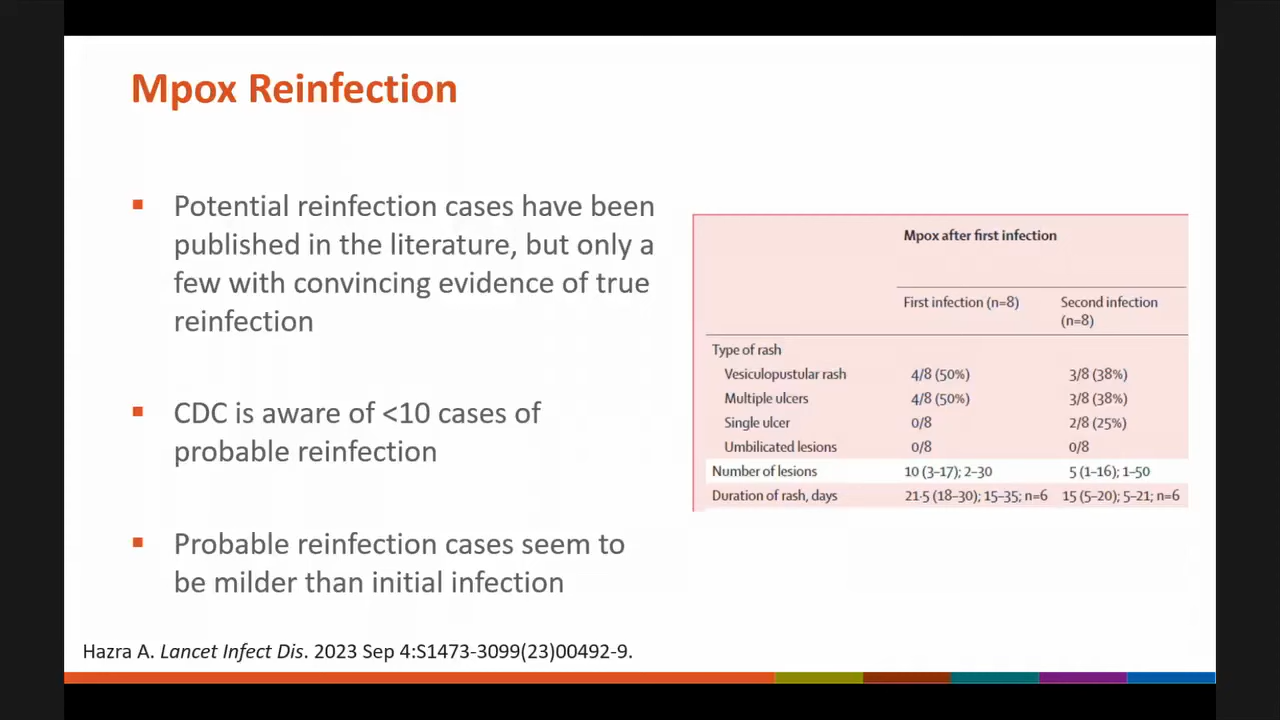 Mpox Reinfection
▪ Potential reinfection cases have been
published in the literature, but only a
few with convincing evidence of true
reinfection
▪ CDC is aware of <10 cases of
probable reinfection
▪ Probable reinfection cases seem to
be milder than initial infection
Mpox after first infection
First infection (n=8) Second infection
(n=8)
Type of rash
Vesiculopustular rash 4/8 (50%) 3/8 (38%)
Multiple ulcers 4/8 (50%) 3/8 (38%)
Single ulcer 0/8 2/8 (25%)
Umbilicated lesions 0/8 0/8
Number of lesions 10 (3–17); 2–30 5 (1–16); 1–50
Duration of rash, days 21·5 (18–30); 15–35; n=6 15 (5–20); 5–21; n=6
Hazra A. Lancet Infect Dis. 2023 Sep 4:S1473-3099(23)00492-9.